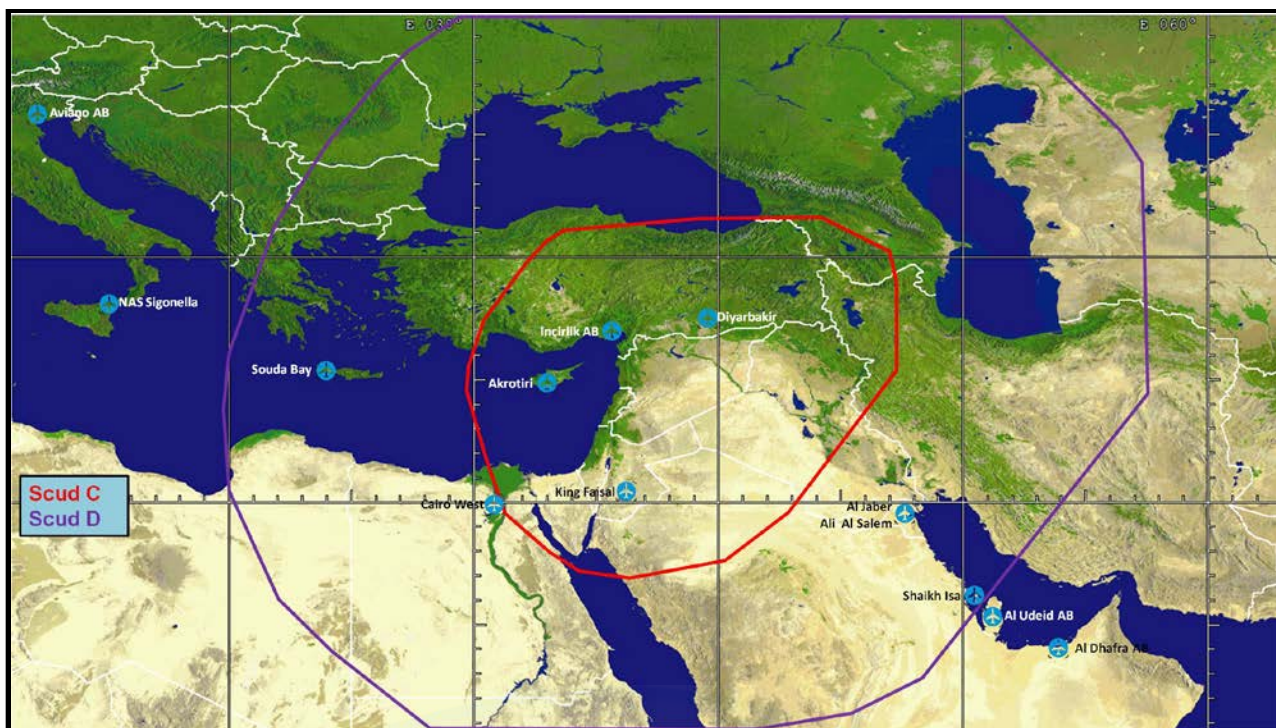 E 030°
E 060°
Aviano AB
NAS Sigonella
Souda Bay
Incirlik AB
Diyarbakir
Akrotiri
Scud C
Scud D
Cairo West
King Faisal
Al Jaber
Ali Al Salem
Shaikh Isa
Al Udeid AB
Al Dhafra AB